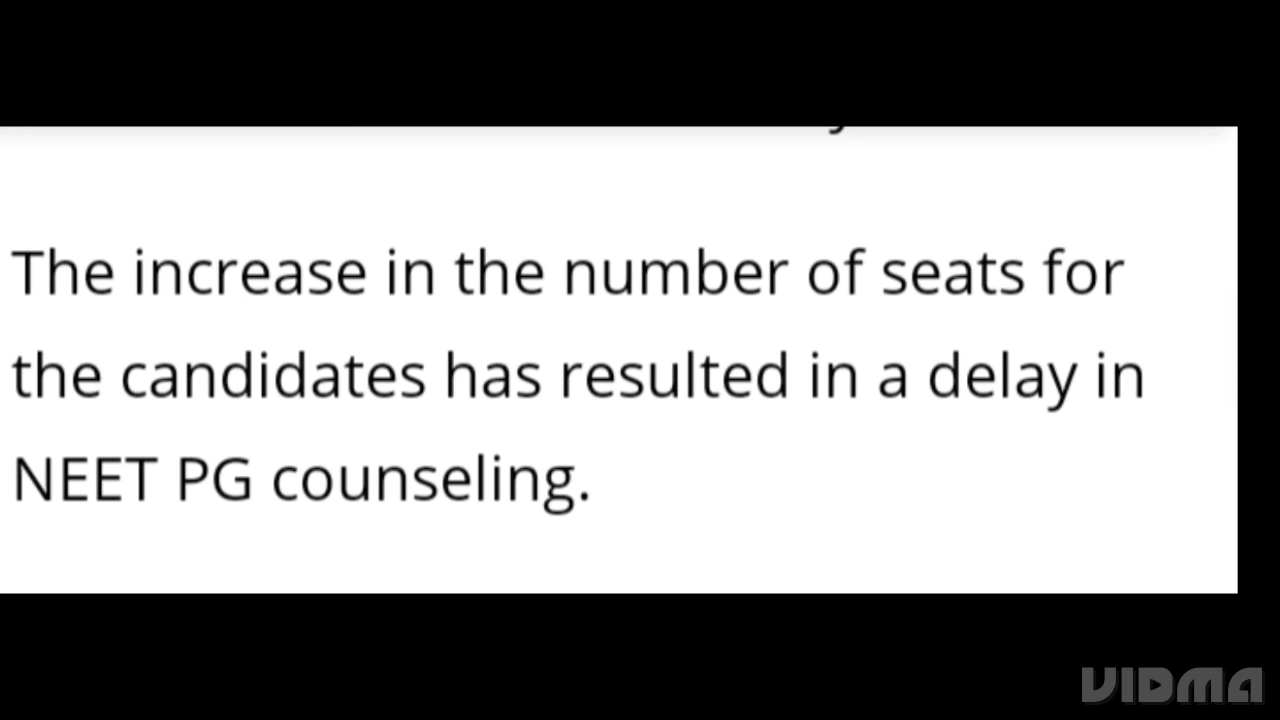 The increase in the number of seats for
the candidates has resulted in a delay in
NEET PG counseling.
VIDMA